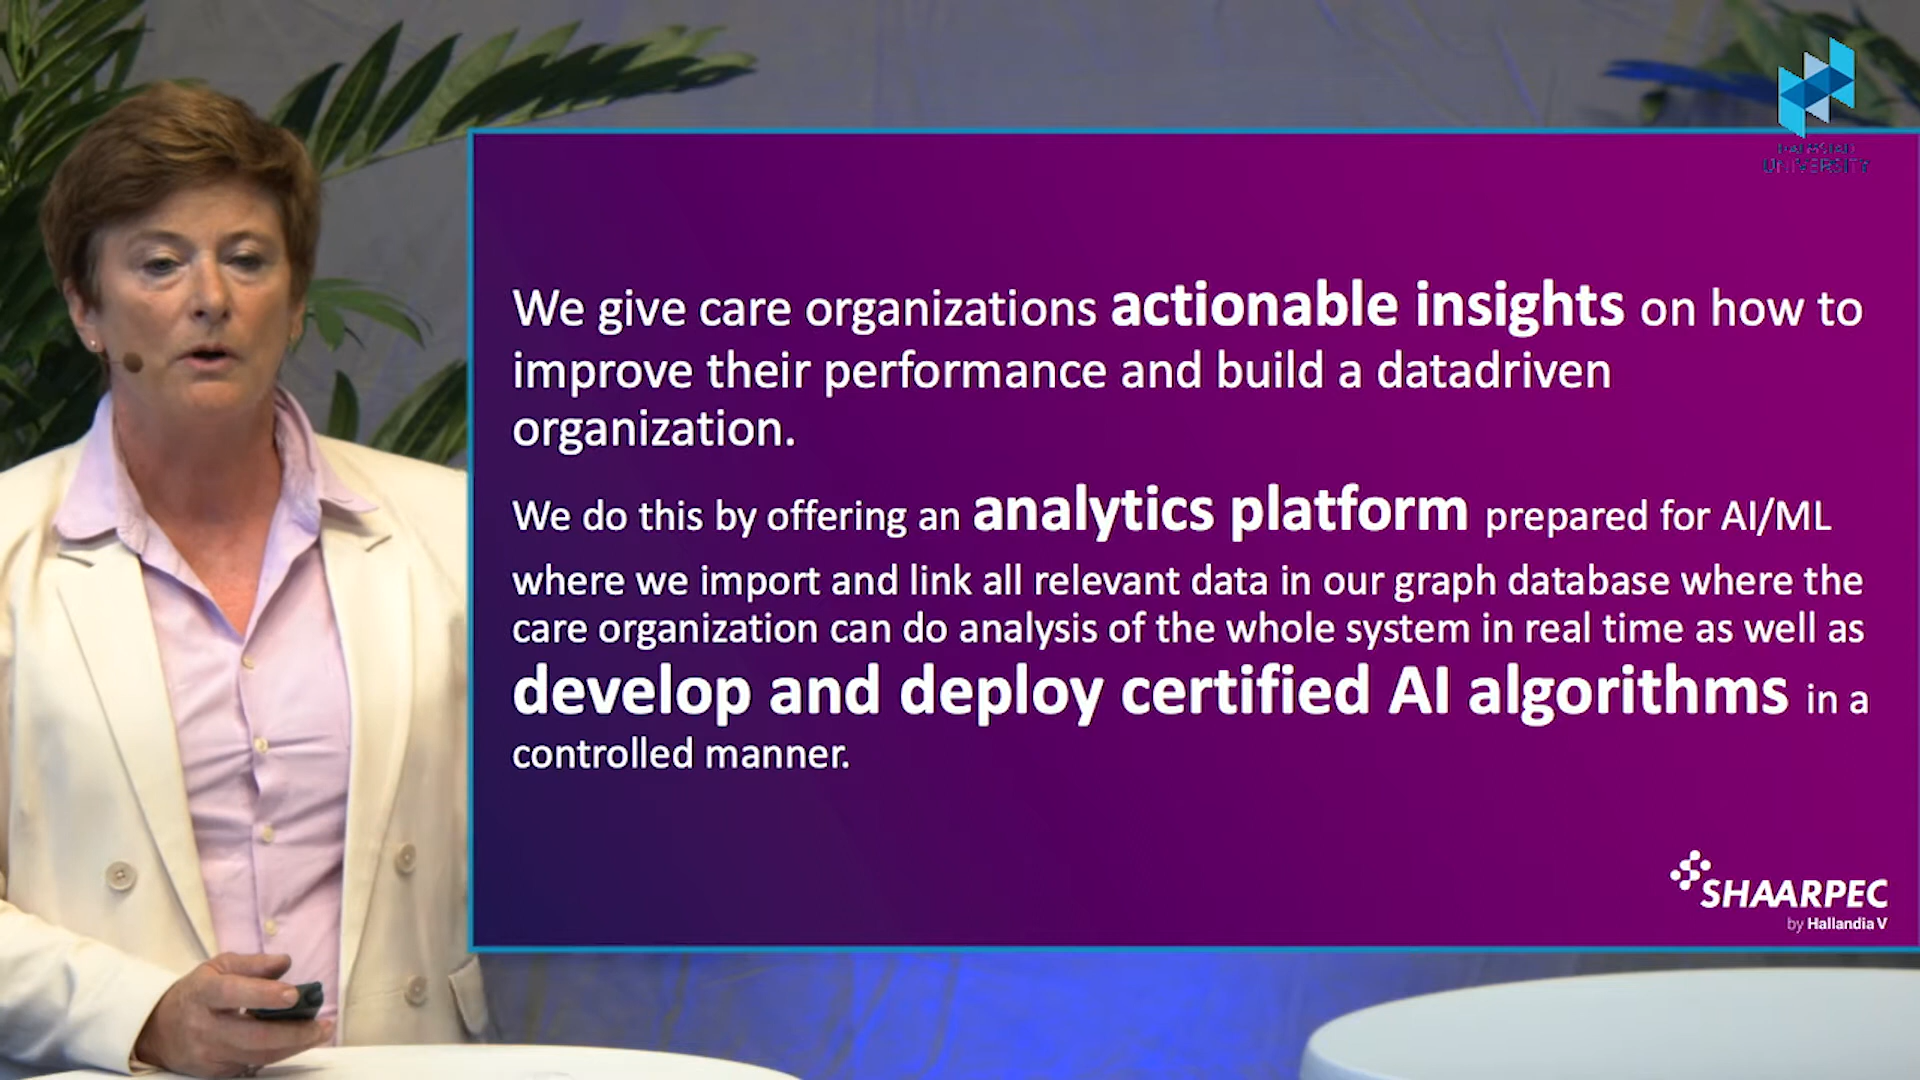 HALMSTAD
UNIVERSITY
We give care organizations actionable insights on how to
improve their performance and build a datadriven
organization.
We do this by offering an analytics platform prepared for AI/ML
where we import and link all relevant data in our graph database where the
care organization can do analysis of the whole system in real time as well as
develop and deploy certified AI algorithms in a
controlled manner.
SHAARPEC
by Hallandia V